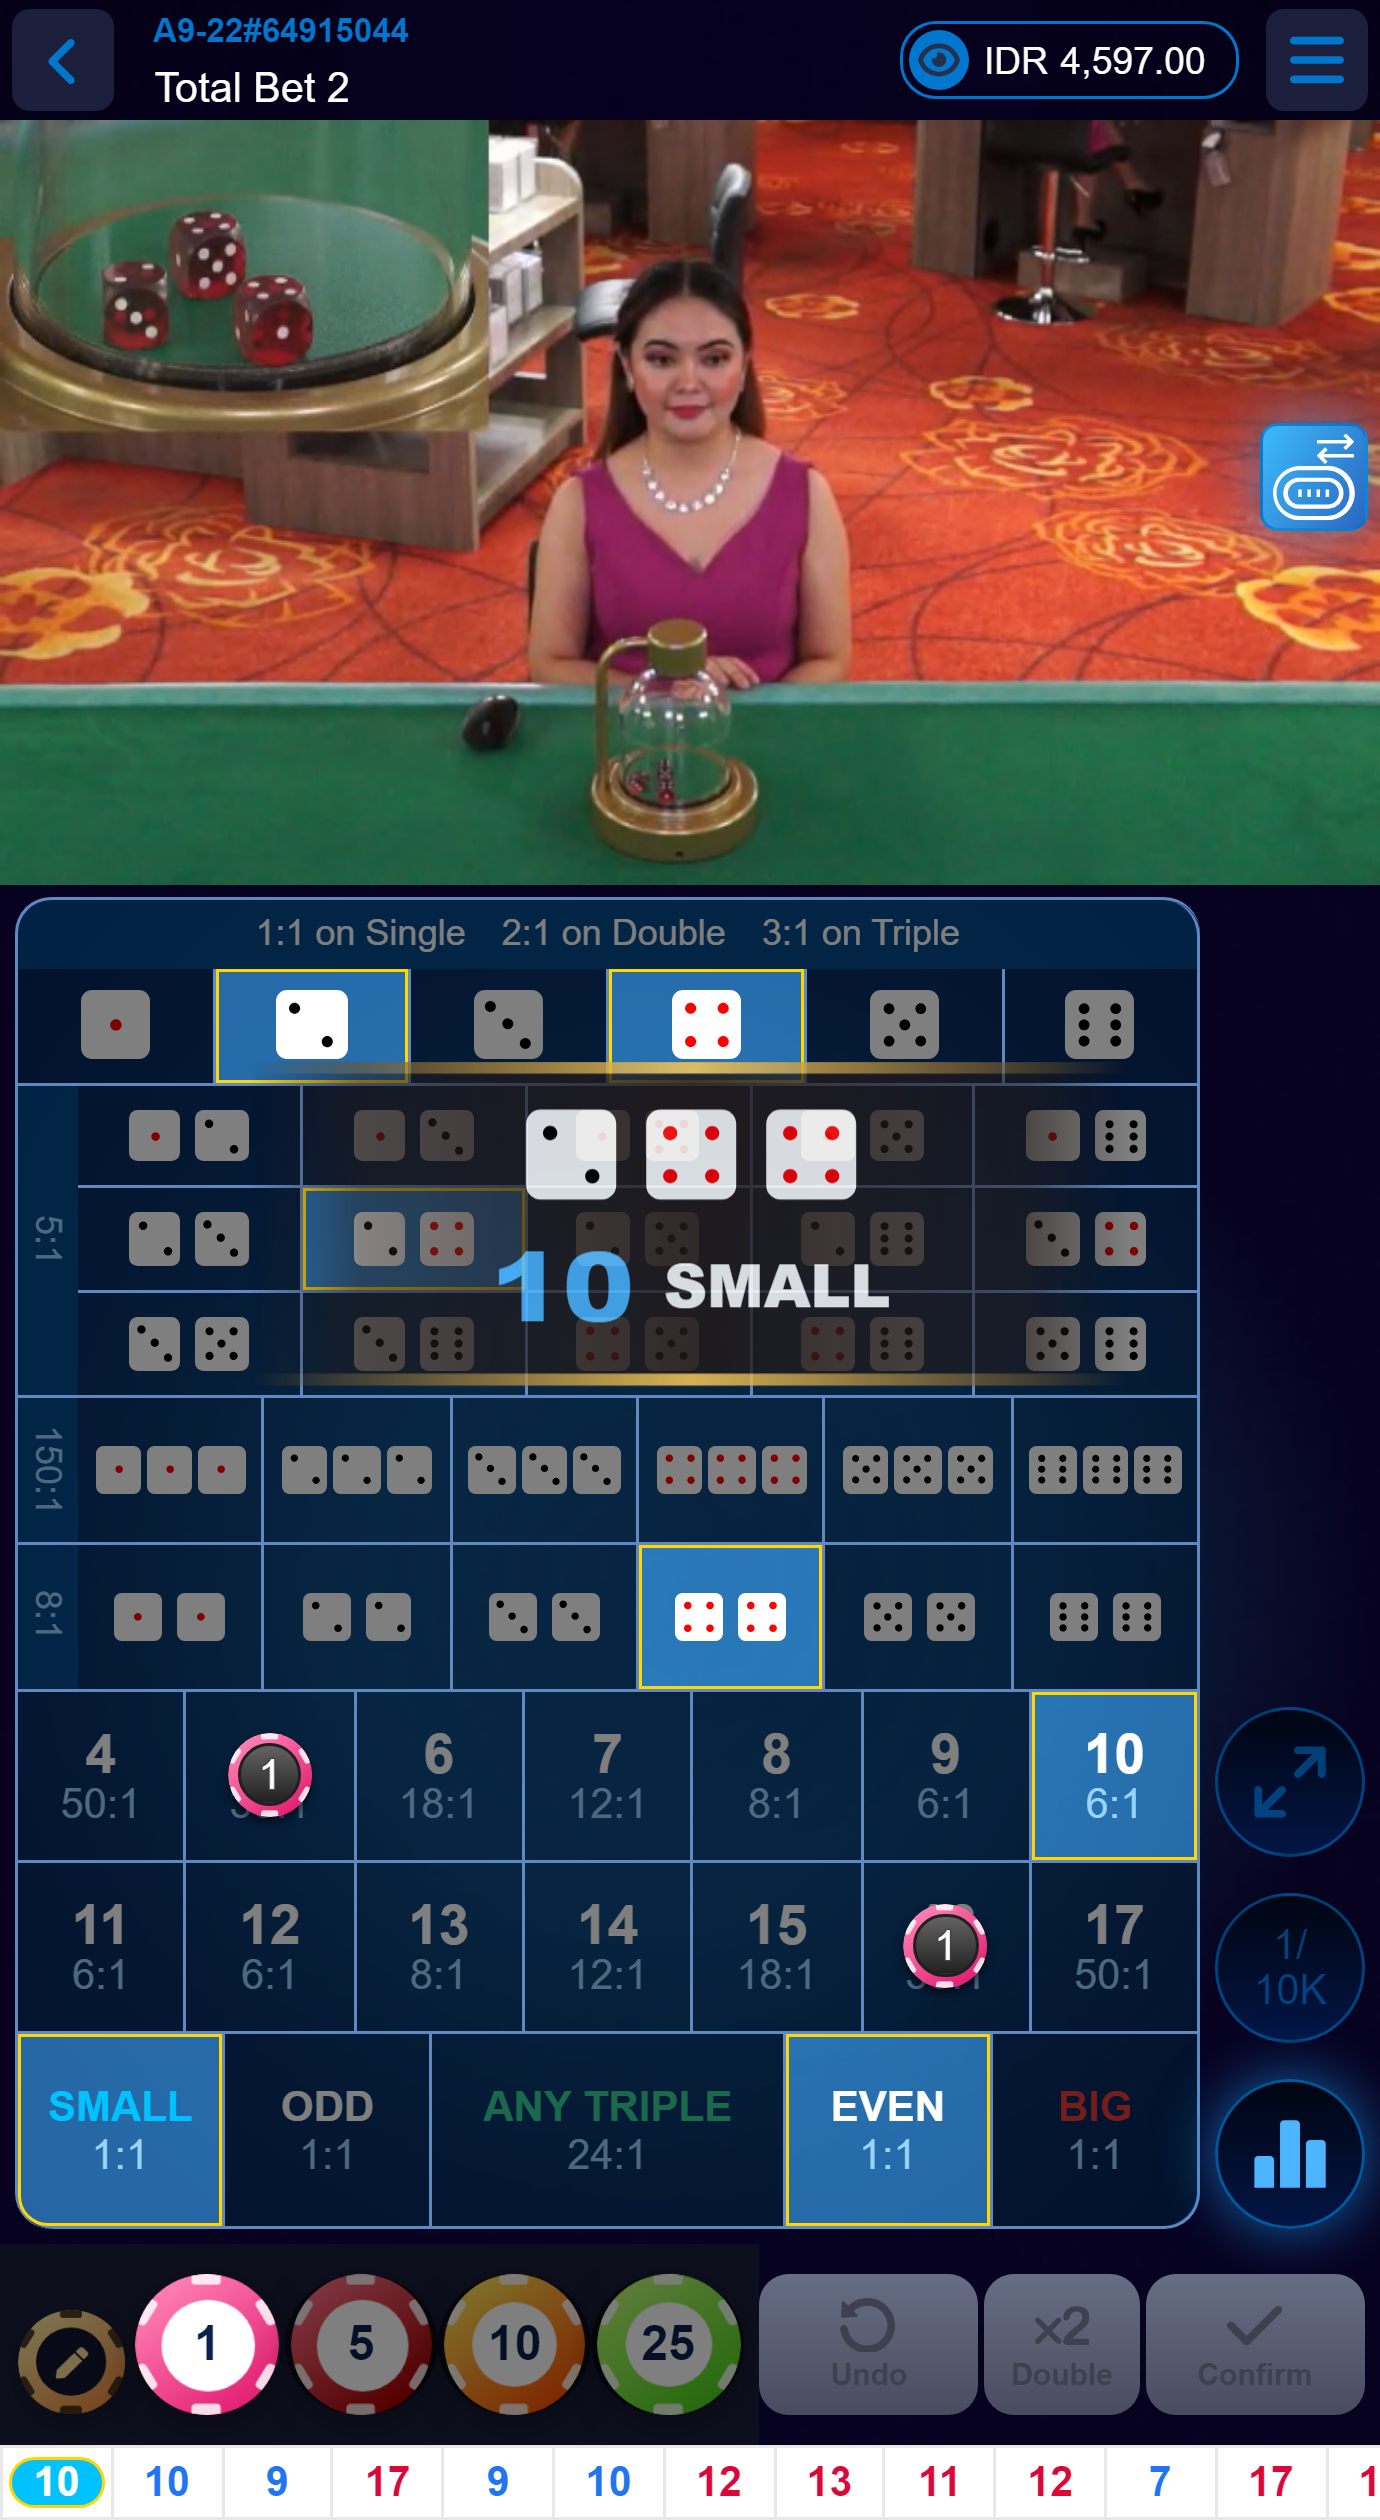 A9-22#64915044
Total Bet 2
IDR 4,597.00
1:1 on Single 2:1 on Double 3:1 on Triple
5:1
10 SMALL
150:1
8:1
4 1 6 7 8 9 10
50:1 18:1 12:1 8:1 6:1 6:1
11 12 13 14 15 1 17
6:1 6:1 8:1 12:1 18:1 50:1
1/
10K
SMALL ODD ANY TRIPLE EVEN BIG
1:1 1:1 24:1 1:1 1:1
1 5 10 25
x2
Undo Double Confirm
10 10 9 17 9 10 12 13 11 12 7 17